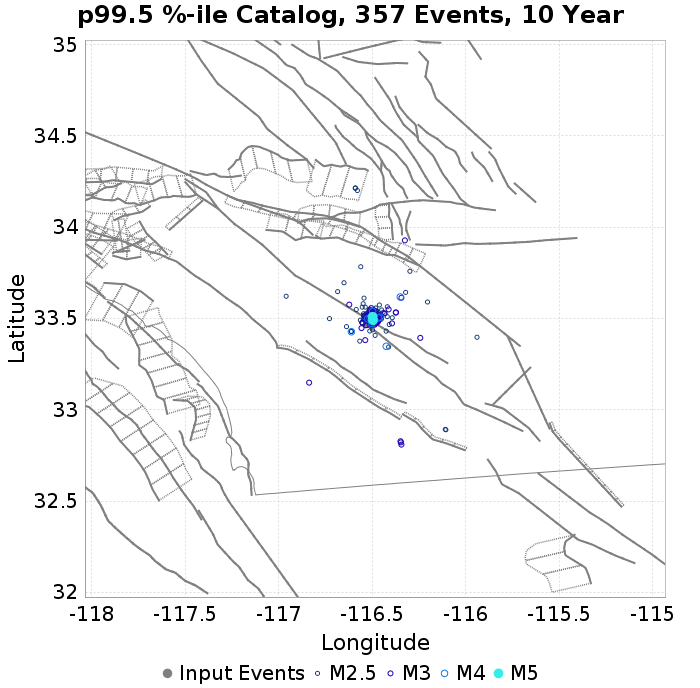 p99.5 %-ile Catalog, 357 Events, 10 Year
35
34.5
34
33.5
33
32.5
32
Latitude
-118
-117.5
-117
-116.5
-116
-115.5
-115
Longitude
Input Events
M2.5
M3
M4
M5